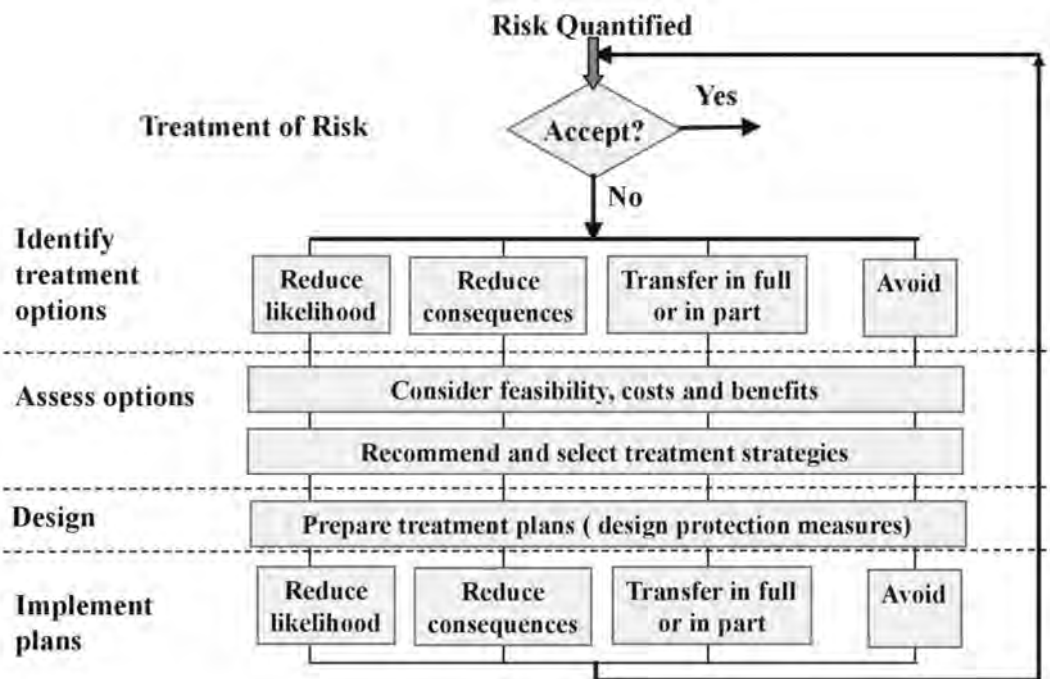 Risk Quantified
Yes
Treatment of Risk
Accept?
No
Identify
treatment
options
Reduce
likelihood
Reduce
consequences
Transfer in full
or in part
Avoid
Assess options
Consider feasibility, costs and benefits
Recommend and select treatment strategies
Design
Prepare treatment plans ( design protection measures)
Implement
plans
Reduce
likelihood
Reduce
consequences
Transfer in full
or in part
Avoid